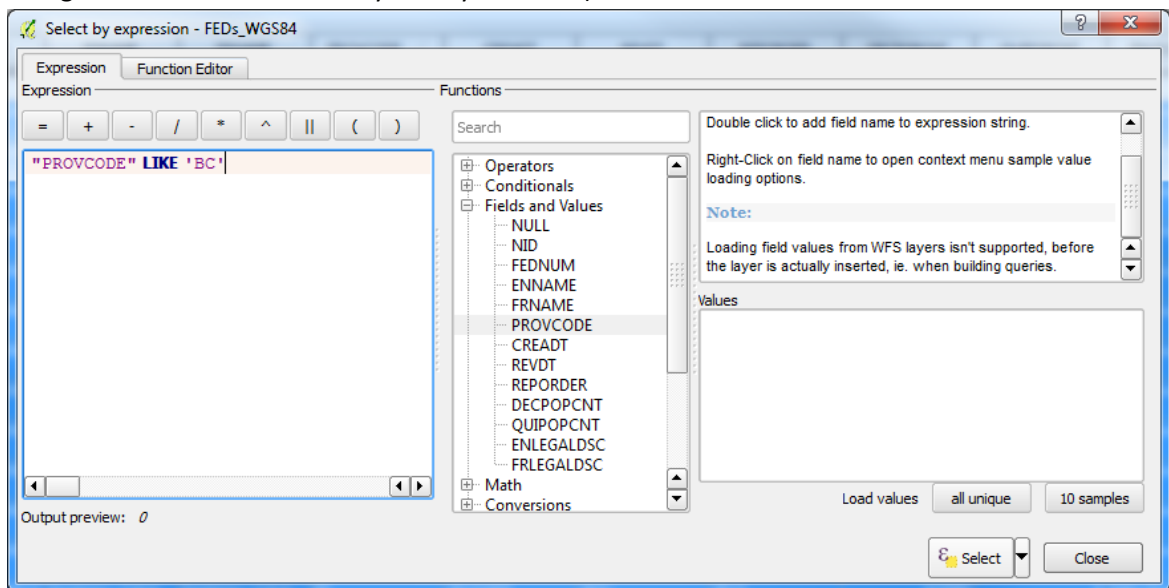 Select by expression - FEDs_WGS84
? X
Expression Function Editor
Expression
Functions
= + - / * ^ || ( )
Search
"PROVCODE" LIKE 'BC'
Operators
Conditionals
Fields and Values
NULL
NID
FEDNUM
ENNAME
FRNAME
PROVCODE
CREADT
REVDT
REPORDER
DECPOPCNT
QUIPOPCNT
ENLEGALDSC
FRLEGALDSC
Math
Conversions
Double click to add field name to expression string.
Right-Click on field name to open context menu sample value
loading options.
Note:
Loading field values from WFS layers isn't supported, before
the layer is actually inserted, ie. when building queries.
Values
Load values all unique 10 samples
Output preview: 0
ε Select Close